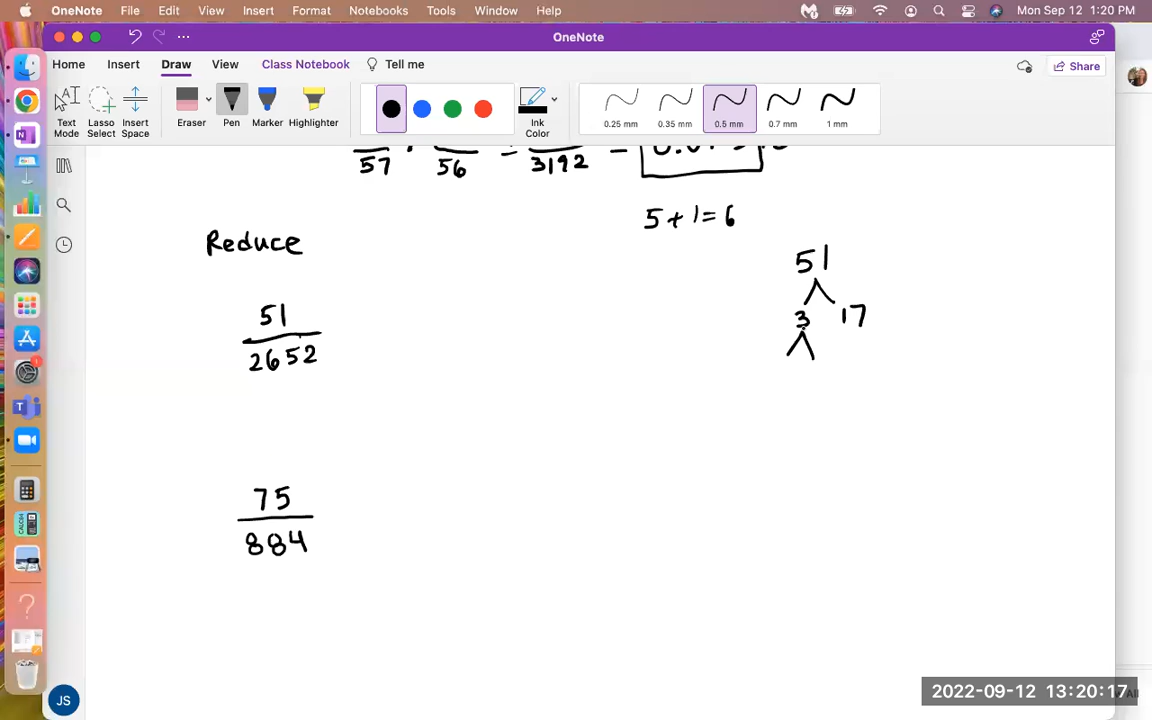 OneNote File Edit View Insert Format Notebooks Tools Window Help Mon Sep 12 1:20 PM
OneNote
Home Insert Draw View Class Notebook Tell me Share
Text Mode
Lasso Select
Insert Space
Eraser
Pen
Marker
Highlighter
Ink Color
0.25 mm 0.35 mm 0.5 mm 0.7 mm 1 mm
57 · 56 = 3192 =
5 + 1 = 6
Reduce
51
3 17
51
2652
75
884
JS
2022-09-12 13:20:17